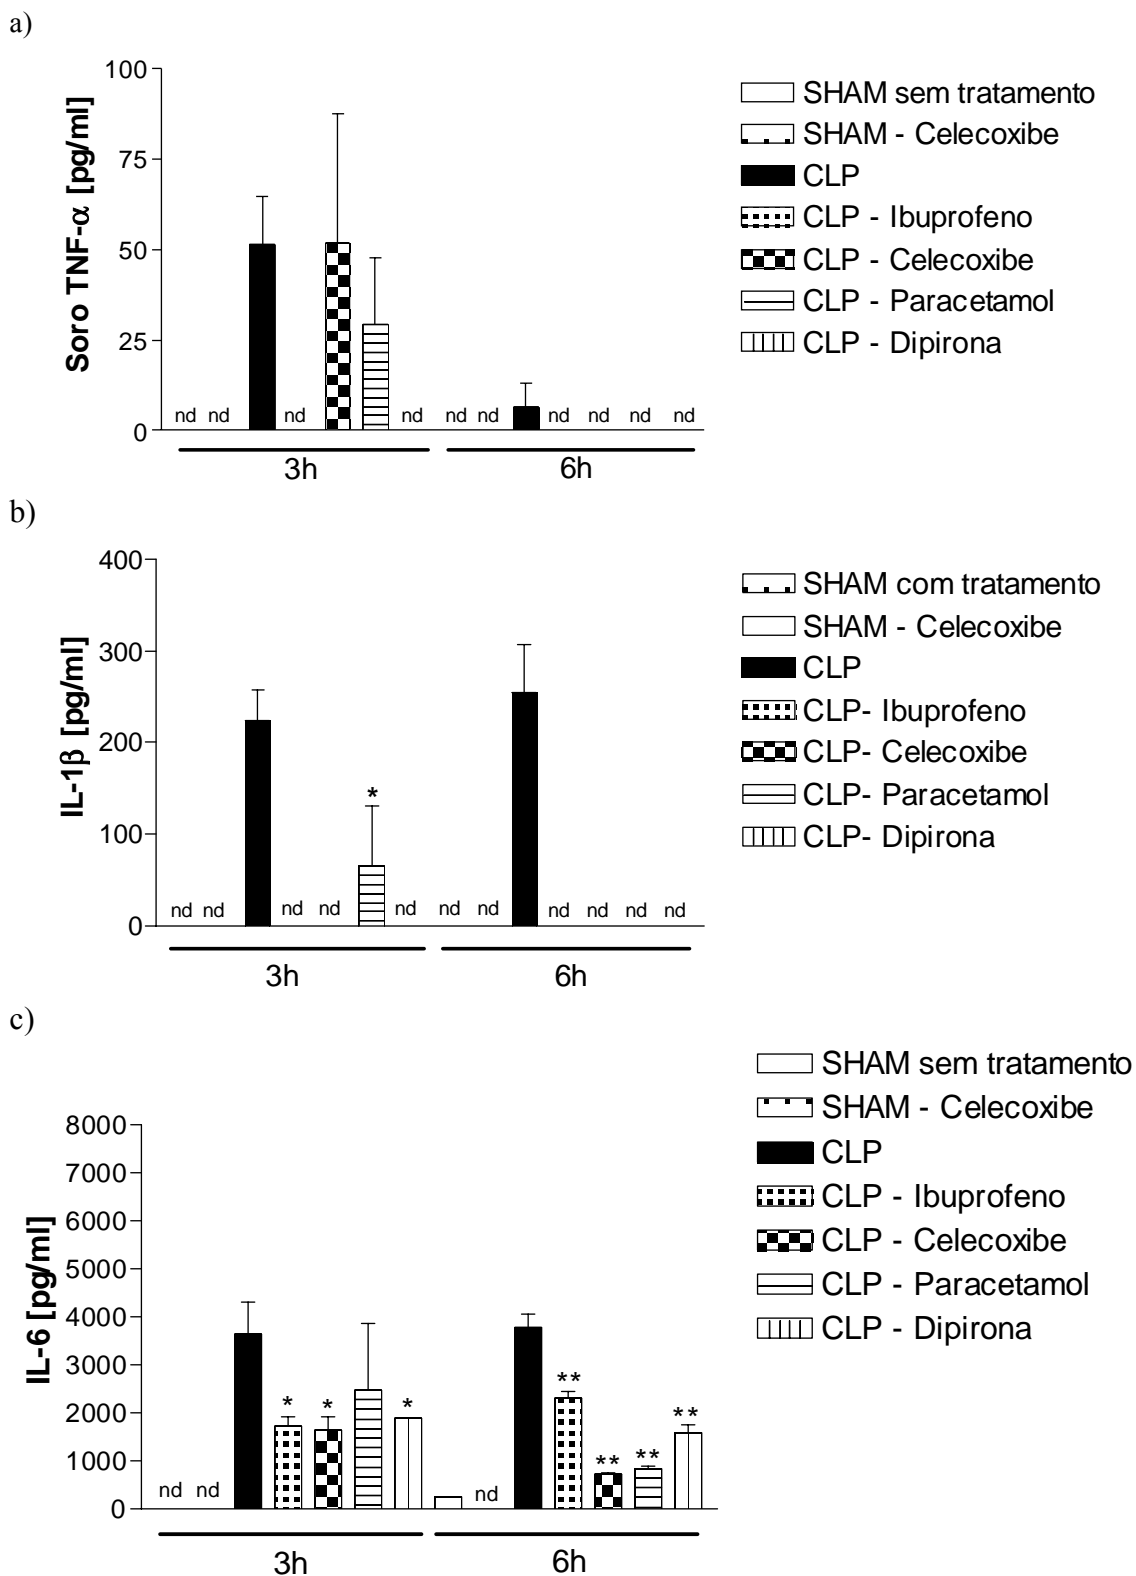 a)
Soro TNF-α [pg/ml]
100
75
50
25
0
nd nd nd nd nd nd nd nd nd nd
3h
6h
SHAM sem tratamento
SHAM - Celecoxibe
CLP
CLP - Ibuprofeno
CLP - Celecoxibe
CLP - Paracetamol
CLP - Dipirona
b)
IL-1β [pg/ml]
400
300
200
100
0
*
nd nd nd nd nd nd nd nd nd nd nd
3h
6h
SHAM com tratamento
SHAM - Celecoxibe
CLP
CLP- Ibuprofeno
CLP- Celecoxibe
CLP- Paracetamol
CLP- Dipirona
c)
IL-6 [pg/ml]
8000
7000
6000
5000
4000
3000
2000
1000
0
nd nd * * * nd ** ** ** **
3h
6h
SHAM sem tratamento
SHAM - Celecoxibe
CLP
CLP - Ibuprofeno
CLP - Celecoxibe
CLP - Paracetamol
CLP - Dipirona